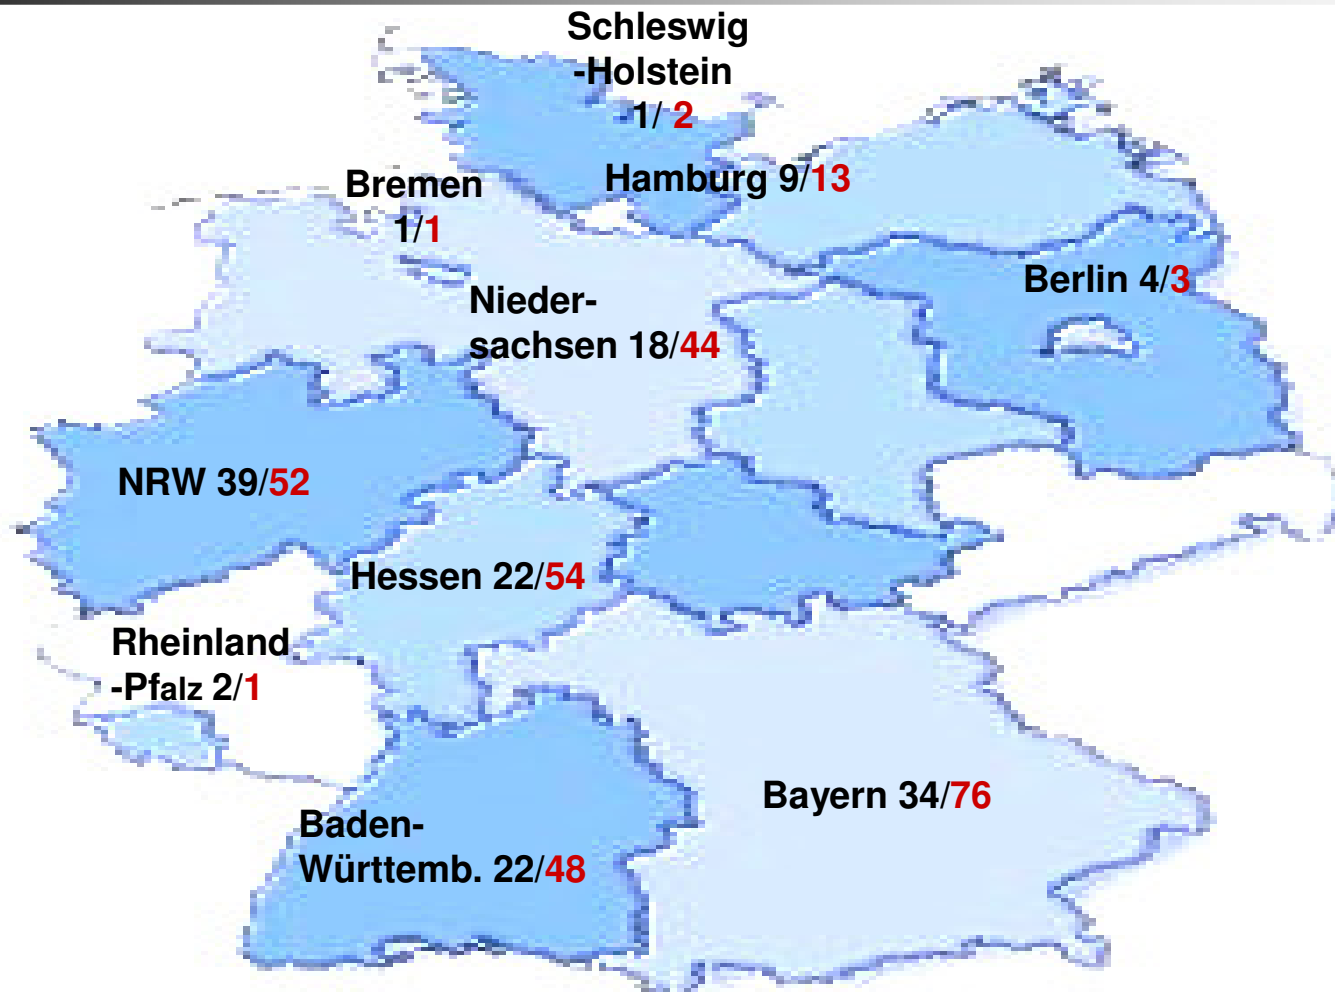 Schleswig
-Holstein
1/ 2
Hamburg 9/13
Bremen
1/1
Berlin 4/3
Nieder-
sachsen 18/44
NRW 39/52
Hessen 22/54
Rheinland
-Pfalz 2/1
Bayern 34/76
Baden-
Württemb. 22/48